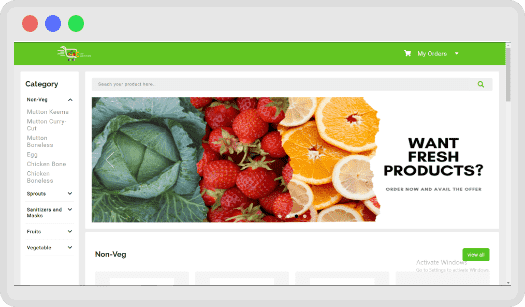 My Orders
Category
Search your product here..
Non-Veg
Mutton Keema
Mutton Curry-
Cut
Mutton
Boneless
Egg
Chicken Bone
Chicken
Boneless
Sprouts
Sanitizers and
Masks
Fruits
Vegetable
WANT
FRESH
PRODUCTS?
ORDER NOW AND AVAIL THE OFFER
Non-Veg
View all
Activate Windows
Go to Settings to activate Windows.